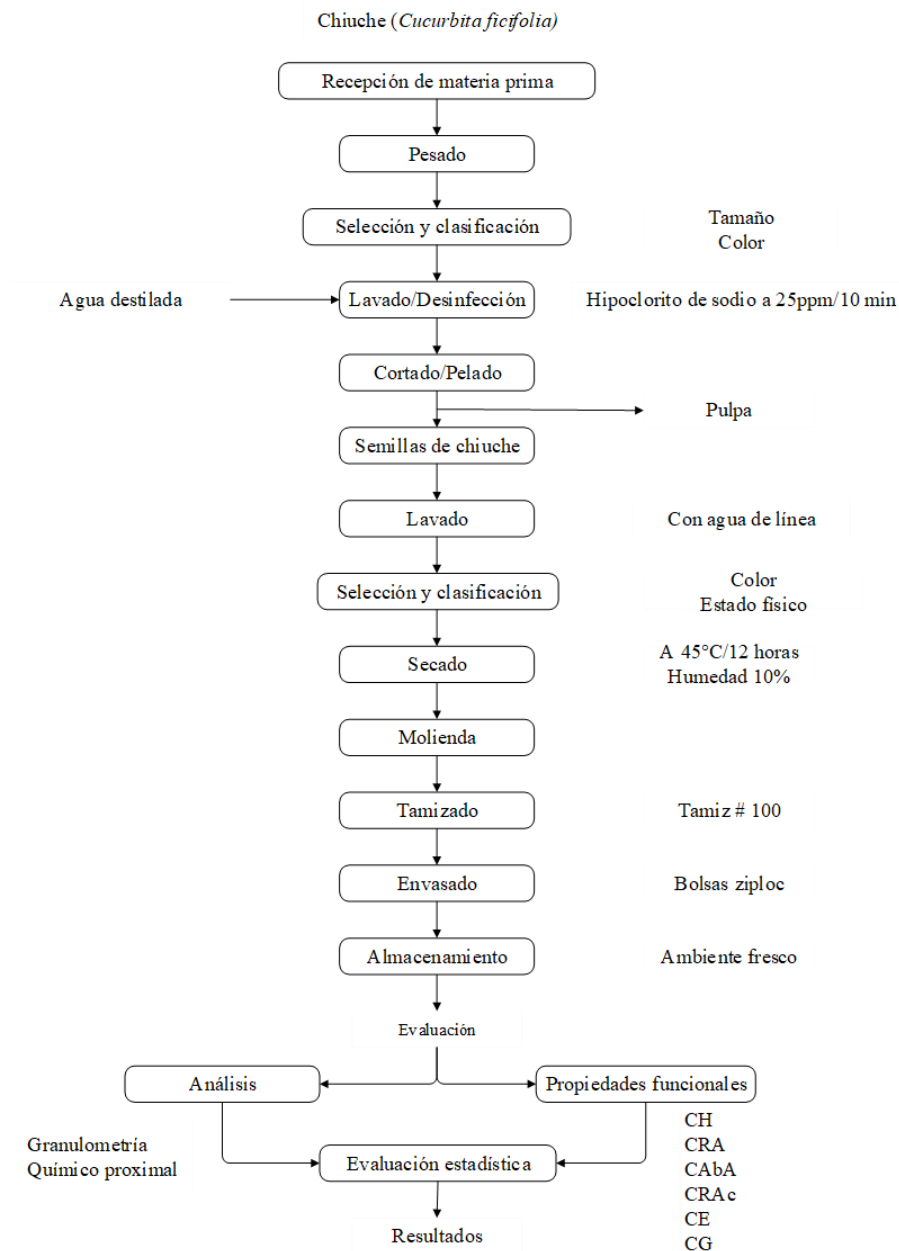 Chiuche (Cucurbita ficifolia)
Recepción de materia prima
Pesado
Selección y clasificación
Tamaño
Color
Agua destilada
Lavado/Desinfección
Hipoclorito de sodio a 25ppm/10 min
Cortado/Pelado
Pulpa
Semillas de chiuche
Lavado
Con agua de línea
Selección y clasificación
Color
Estado físico
Secado
A 45°C/12 horas
Humedad 10%
Molienda
Tamizado
Tamiz # 100
Envasado
Bolsas ziploc
Almacenamiento
Ambiente fresco
Evaluación
Análisis
Propiedades funcionales
Granulometría
Químico proximal
CH
CRA
CAbA
CRAc
CE
CG
Evaluación estadística
Resultados